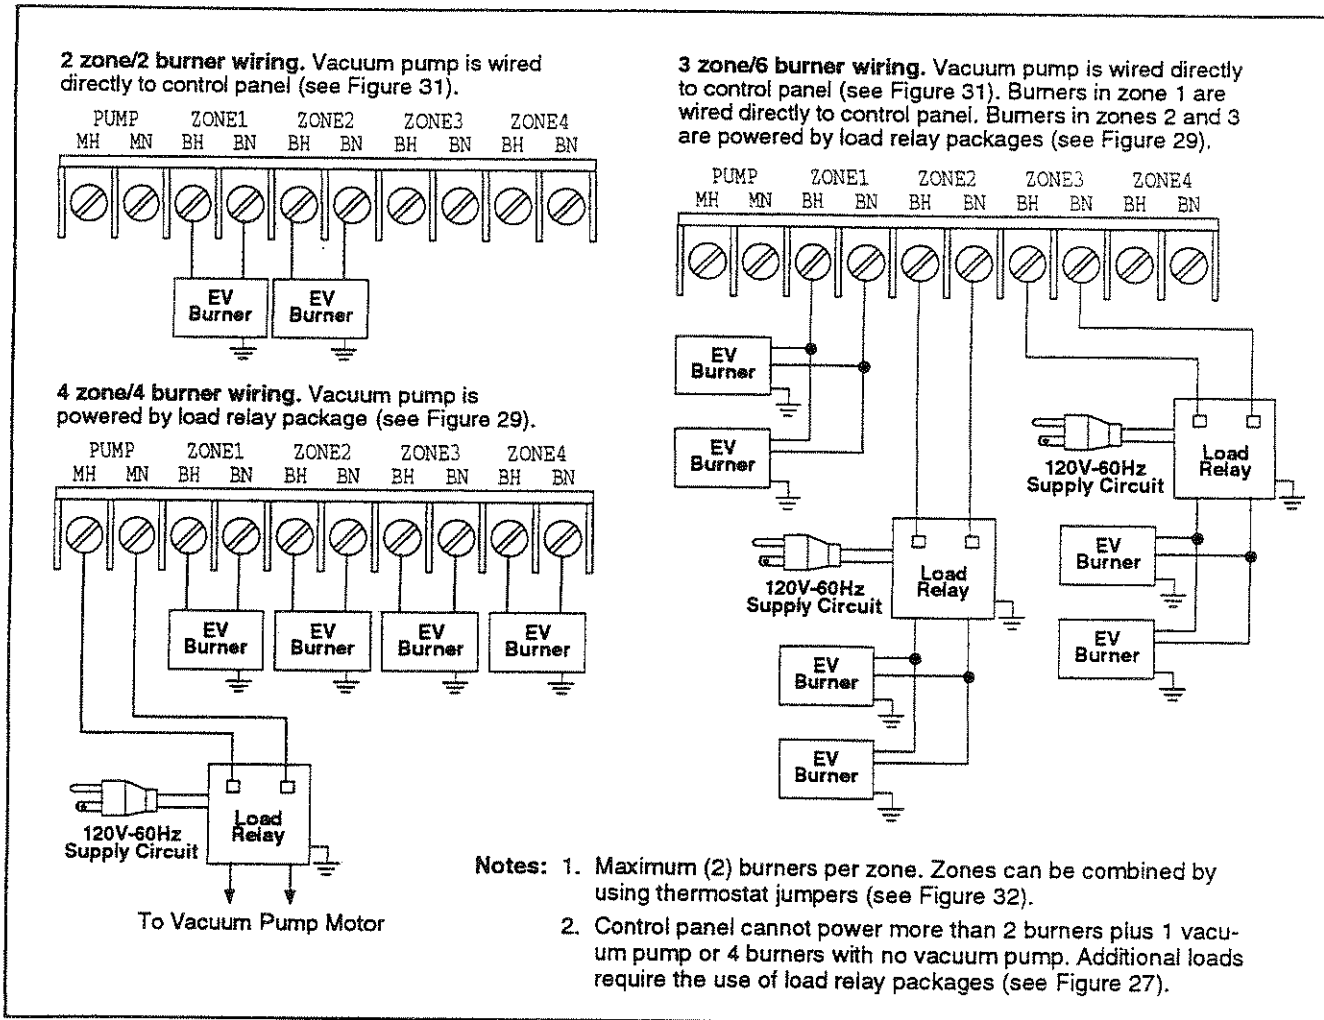 2 zone/2 burner wiring. Vacuum pump is wired
directly to control panel (see Figure 31).
PUMP ZONE1 ZONE2 ZONE3 ZONE4
MH MN BH BN BH BN BH BN BH BN
EV
Burner
EV
Burner
4 zone/4 burner wiring. Vacuum pump is
powered by load relay package (see Figure 29).
PUMP ZONE1 ZONE2 ZONE3 ZONE4
MH MN BH BN BH BN BH BN BH BN
EV
Burner
EV
Burner
EV
Burner
EV
Burner
Load
Relay
120V-60Hz
Supply Circuit
To Vacuum Pump Motor
3 zone/6 burner wiring. Vacuum pump is wired directly
to control panel (see Figure 31). Burners in zone 1 are
wired directly to control panel. Burners in zones 2 and 3
are powered by load relay packages (see Figure 29).
PUMP ZONE1 ZONE2 ZONE3 ZONE4
MH MN BH BN BH BN BH BN BH BN
EV
Burner
EV
Burner
Load
Relay
120V-60Hz
Supply Circuit
EV
Burner
EV
Burner
Load
Relay
120V-60Hz
Supply Circuit
EV
Burner
EV
Burner
Notes: 1. Maximum (2) burners per zone. Zones can be combined by
using thermostat jumpers (see Figure 32).
2. Control panel cannot power more than 2 burners plus 1 vacu-
um pump or 4 burners with no vacuum pump. Additional loads
require the use of load relay packages (see Figure 27).